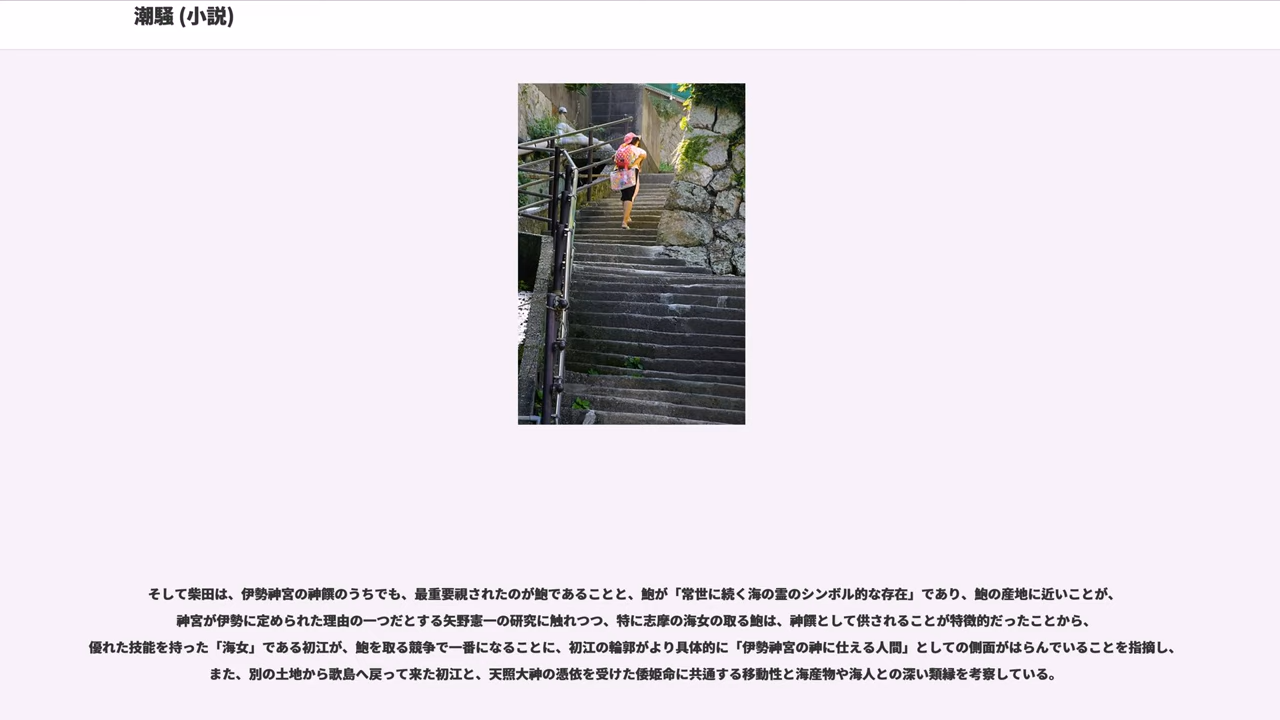 潮騒 (小説)
そして柴田は、伊勢神宮の神饌のうちでも、最重要視されたのが鮑であることと、鮑が「常世に続く海の霊のシンボル的な存在」であり、鮑の産地に近いことが、
神宮が伊勢に定められた理由の一つだとする矢野憲一の研究に触れつつ、特に志摩の海女の取る鮑は、神饌として供されることが特徴的だったことから、
優れた技能を持った「海女」である初江が、鮑を取る競争で一番になることに、初江の輪郭がより具体的に「伊勢神宮の神に仕える人間」としての側面がはらんでいることを指摘し、
また、別の土地から歌島へ戻って来た初江と、天照大神の憑依を受けた倭姫命に共通する移動性と海産物や海人との深い類縁を考察している。